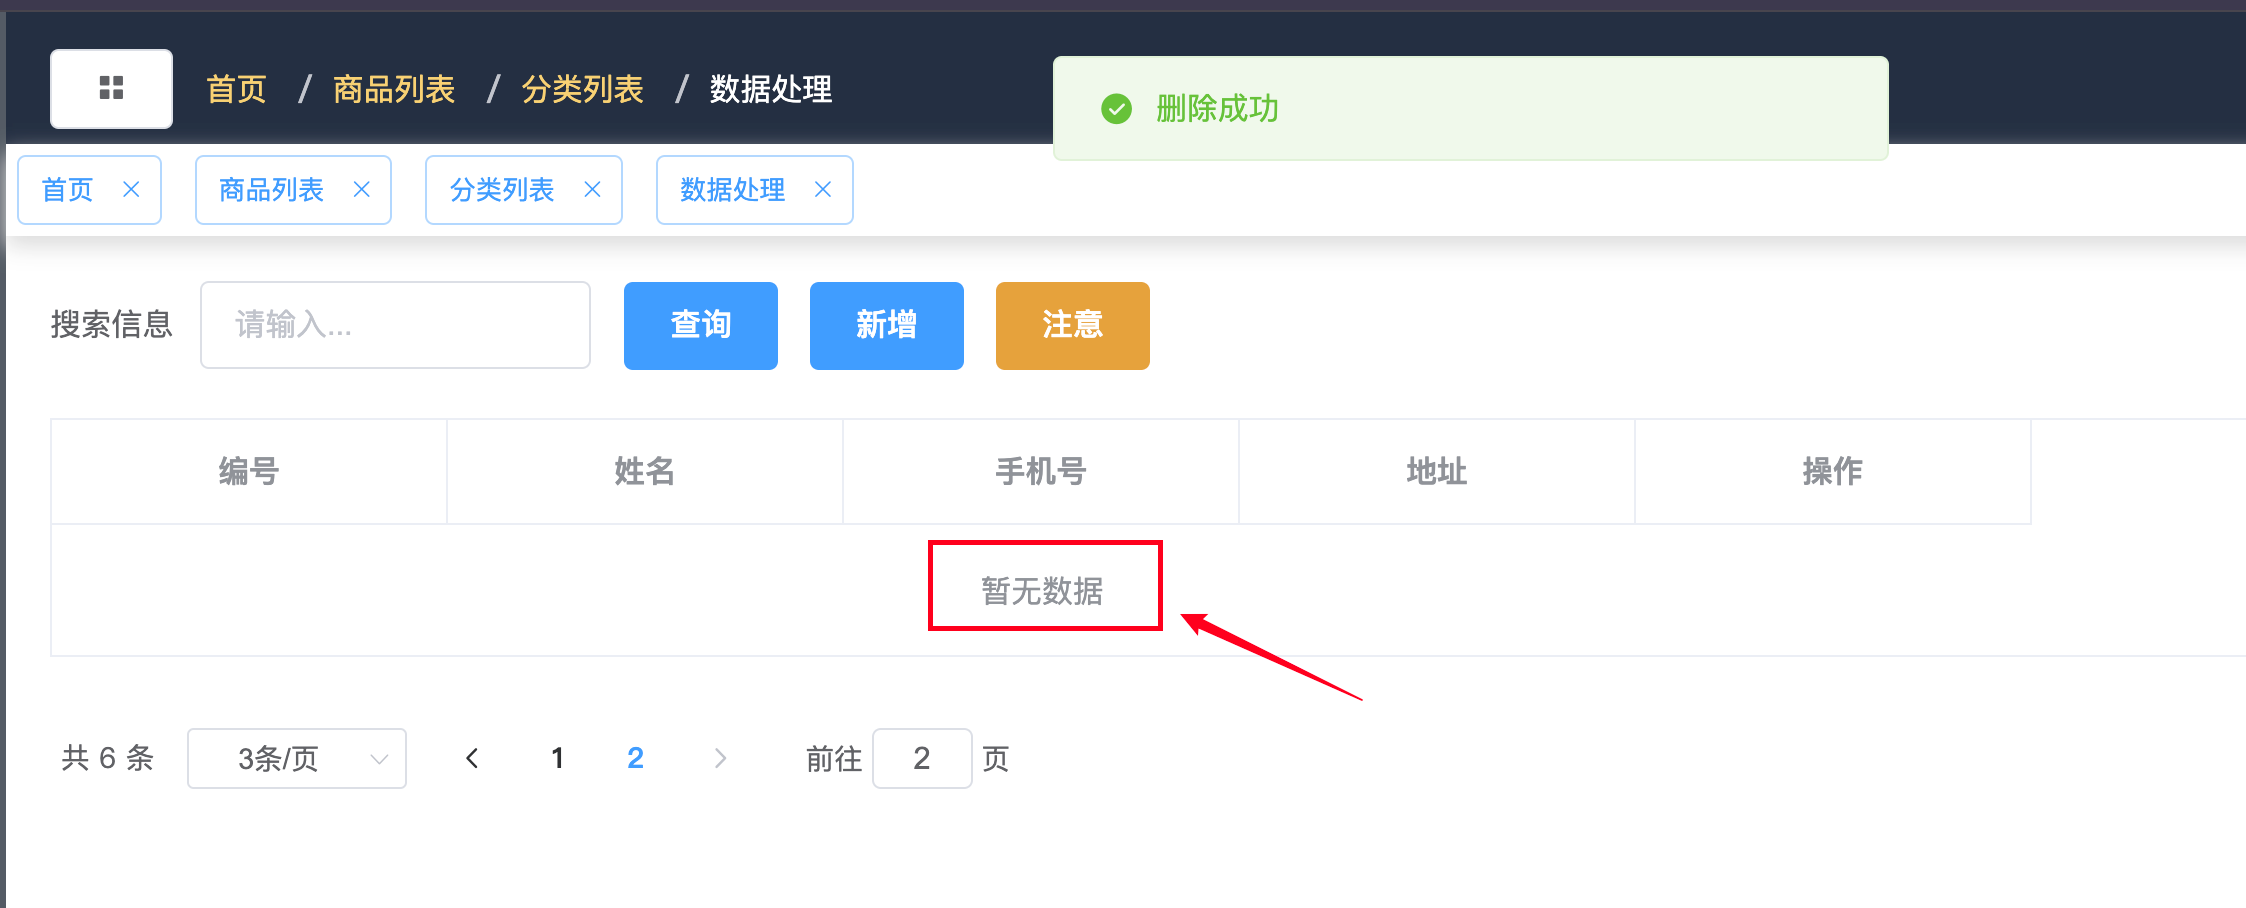 首页 / 商品列表 / 分类列表 / 数据处理
删除成功
首页 商品列表 分类列表 数据处理
搜索信息 请输入... 查询 新增 注意
编号 姓名 手机号 地址 操作
暂无数据
共 6 条 3条/页 1 2 前往 2 页